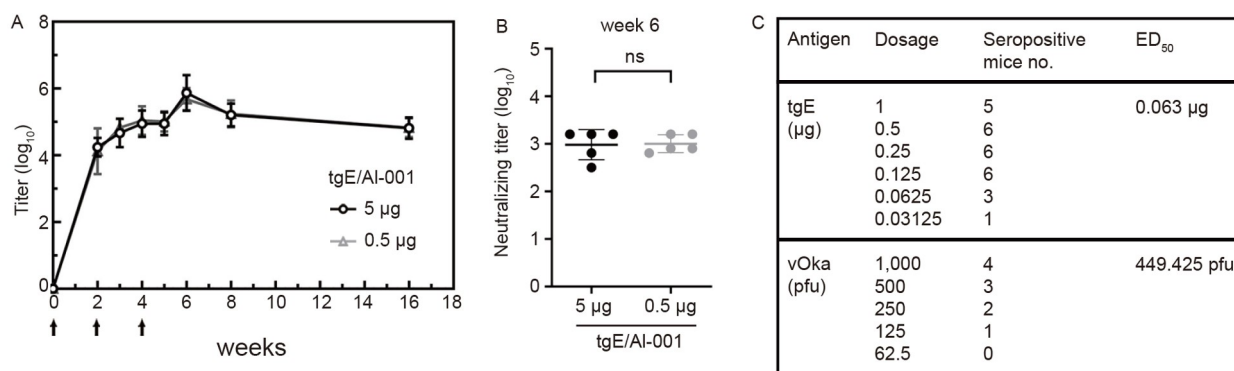 A
Titer (log10)
8
6
4
2
0
0 2 4 6 8 10 12 14 16 18
weeks
tgE/Al-001
5 µg
0.5 µg
B
week 6
ns
Neutralizing titer (log10)
5
4
3
2
1
0
5 µg 0.5 µg
tgE/Al-001
C
Antigen Dosage Seropositive mice no. ED50
tgE (µg) 1 5 0.063 µg
0.5 6
0.25 6
0.125 6
0.0625 3
0.03125 1
vOka (pfu) 1,000 4 449.425 pfu
500 3
250 2
125 1
62.5 0